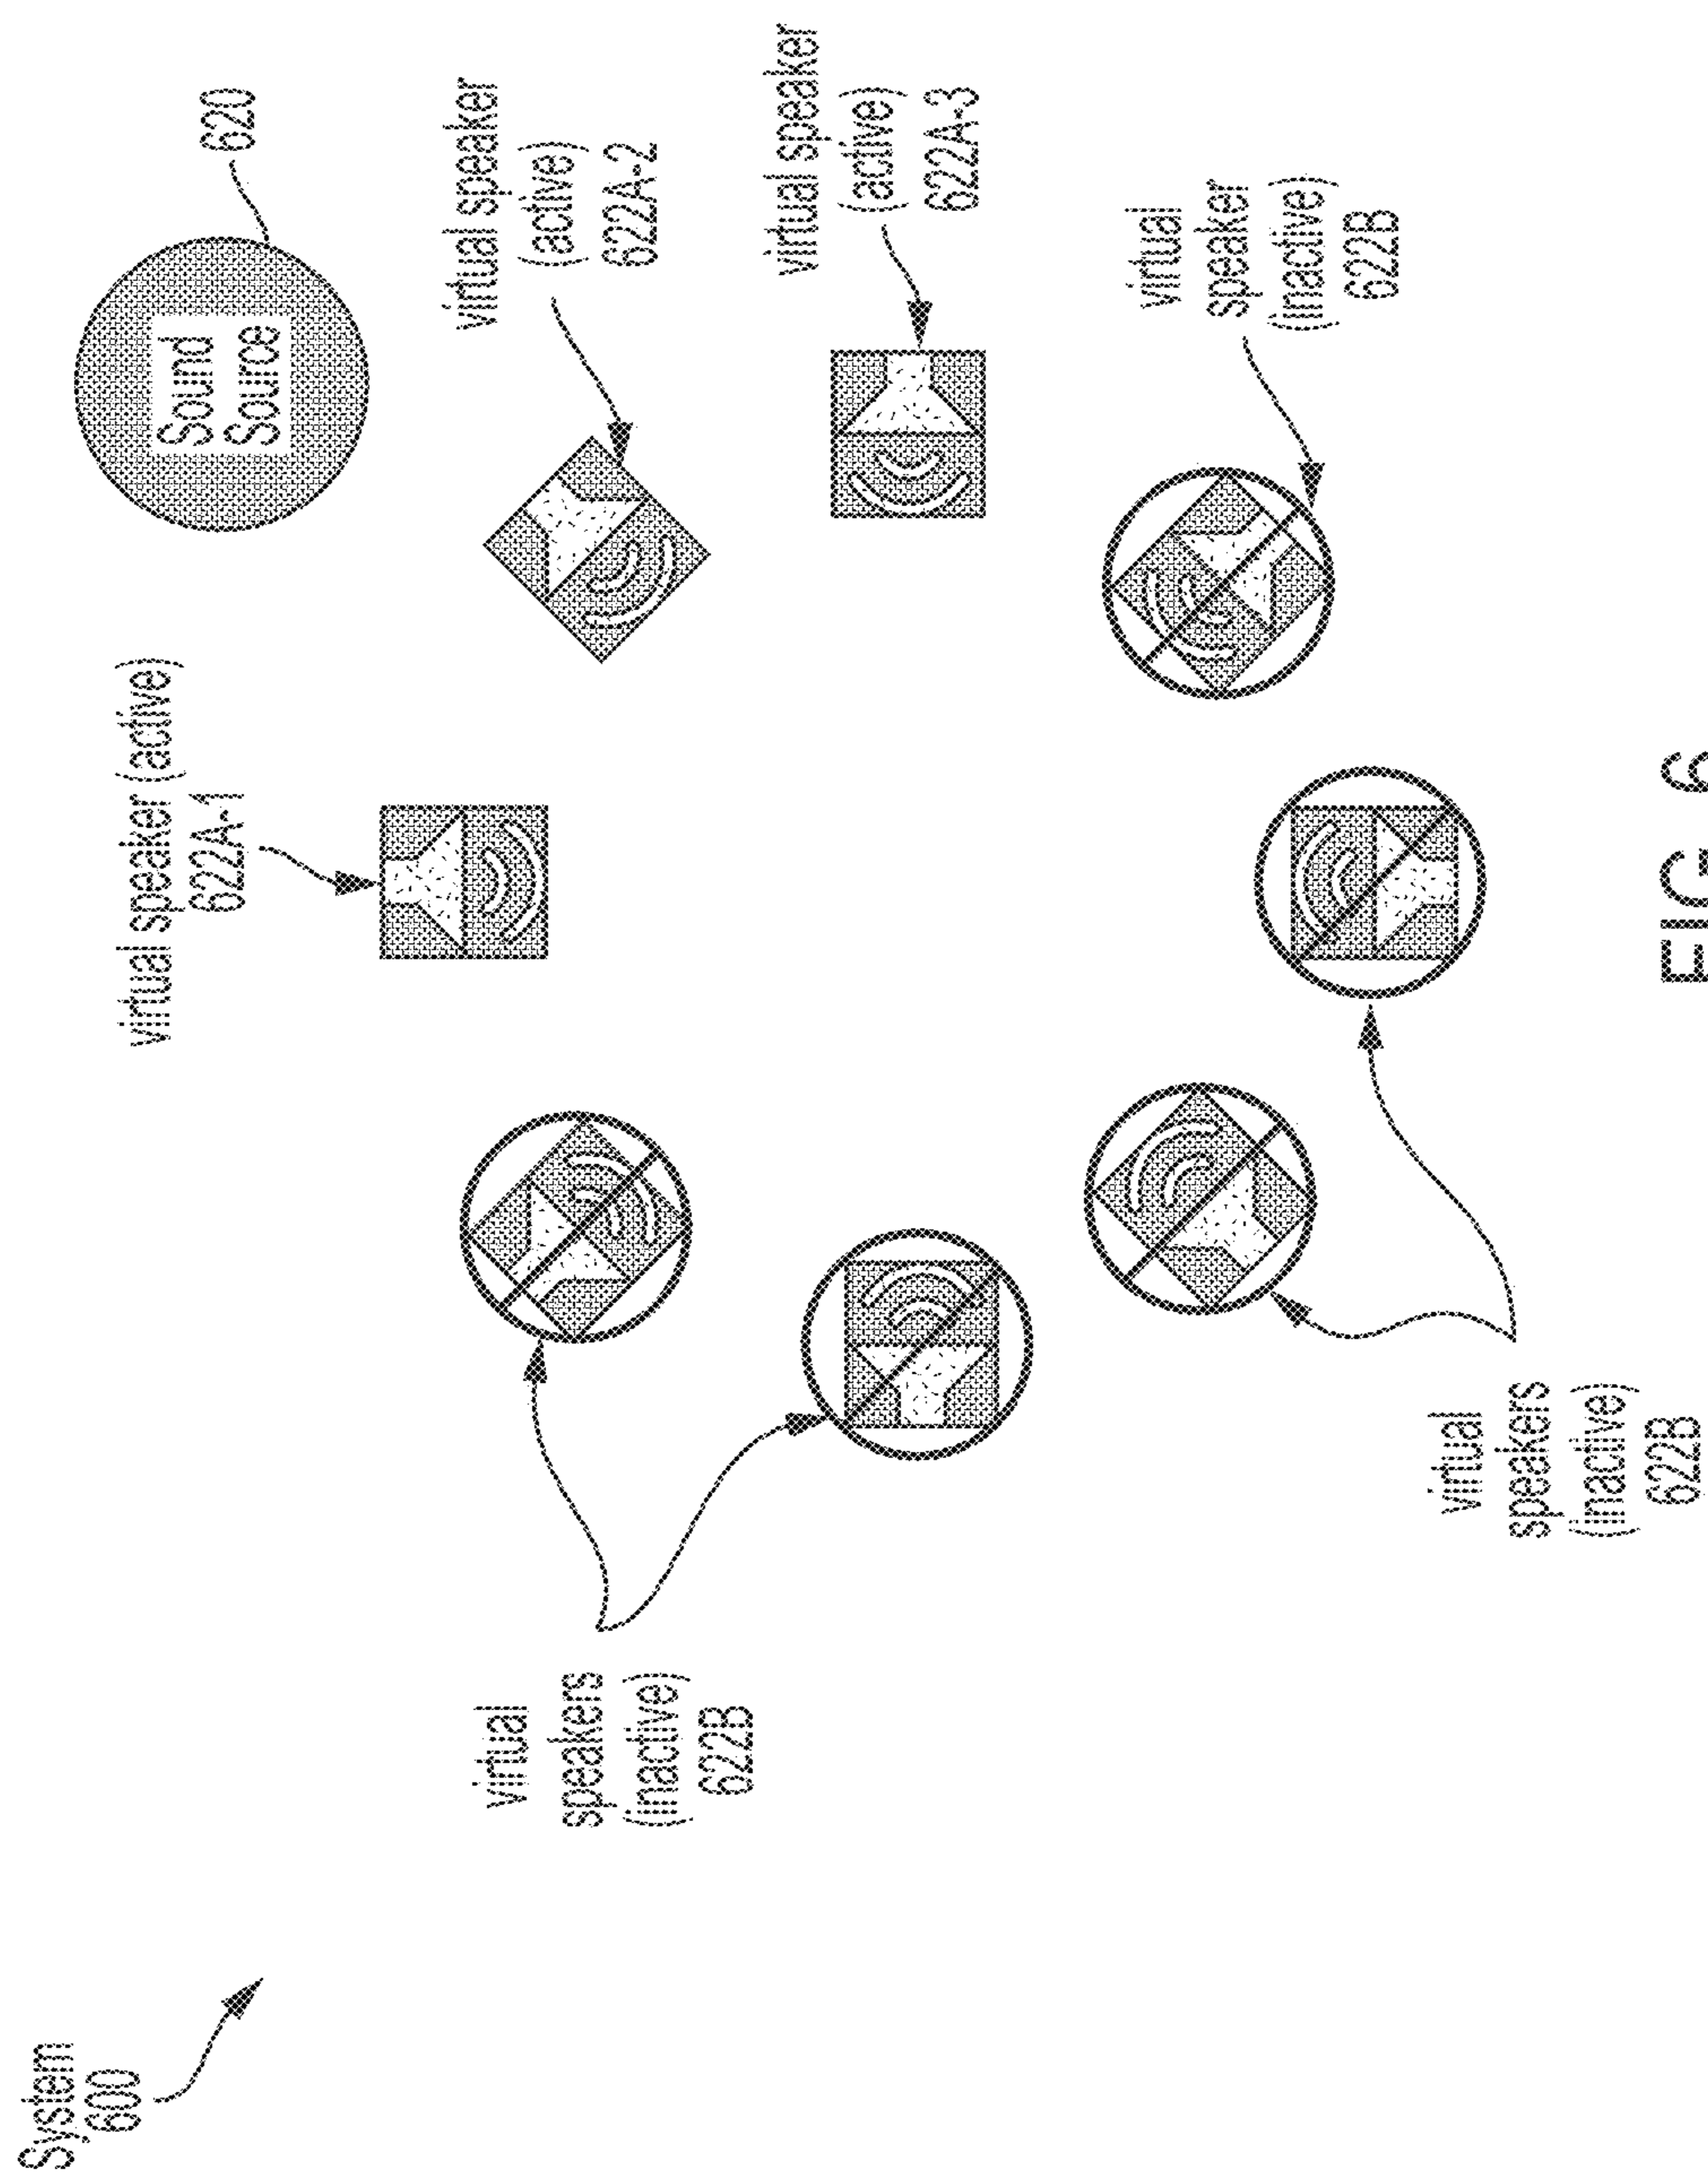 System
600
virtual speaker (active)
622A-1
Sound
Source
620
virtual speaker
(active)
622A-2
virtual speaker
(active)
622A-3
virtual
speaker
(inactive)
622B
virtual
speakers
(inactive)
622B
virtual
speakers
(inactive)
622B
FIG. 6